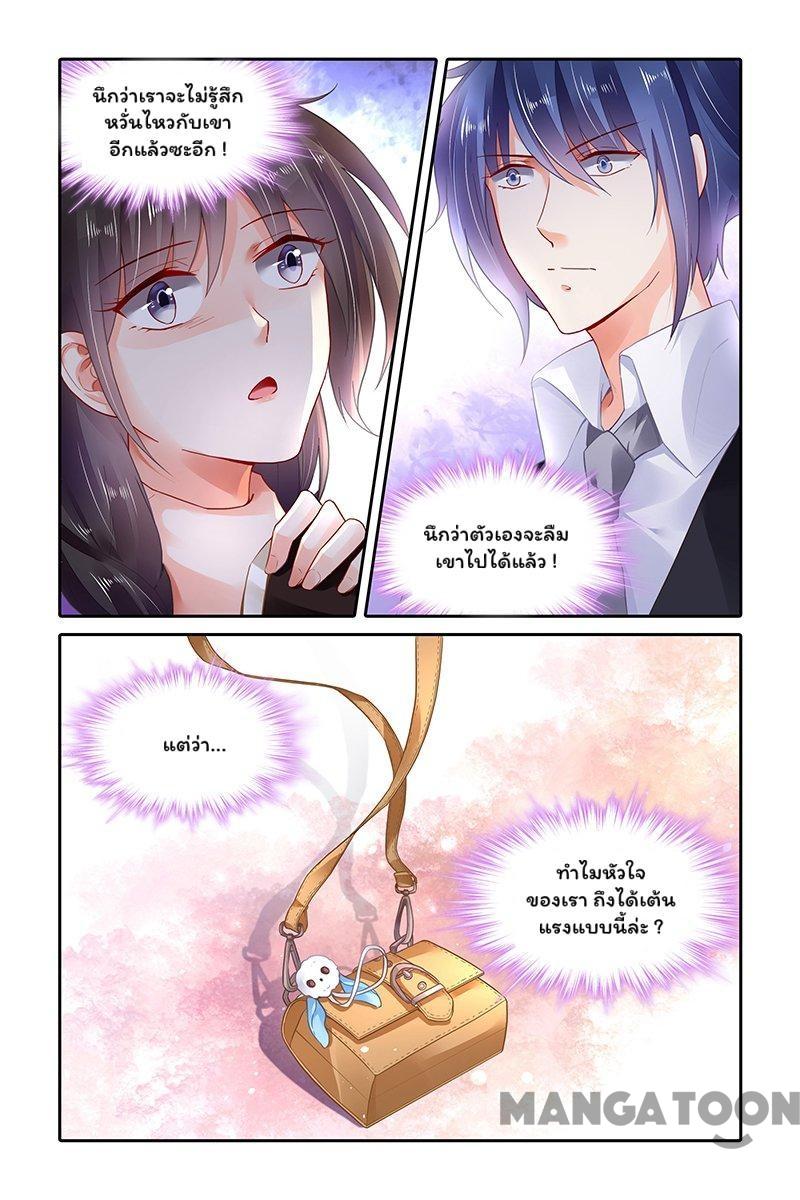 นึกว่าเราจะไม่รู้สึก
หวั่นไหวกับเขา
อีกแล้วซะอีก !
นึกว่าตัวเองจะลืม
เขาไปได้แล้ว !
แต่ว่า...
ทำไมหัวใจ
ของเรา ถึงได้เต้น
แรงแบบนี้ล่ะ ?
MANGATOON